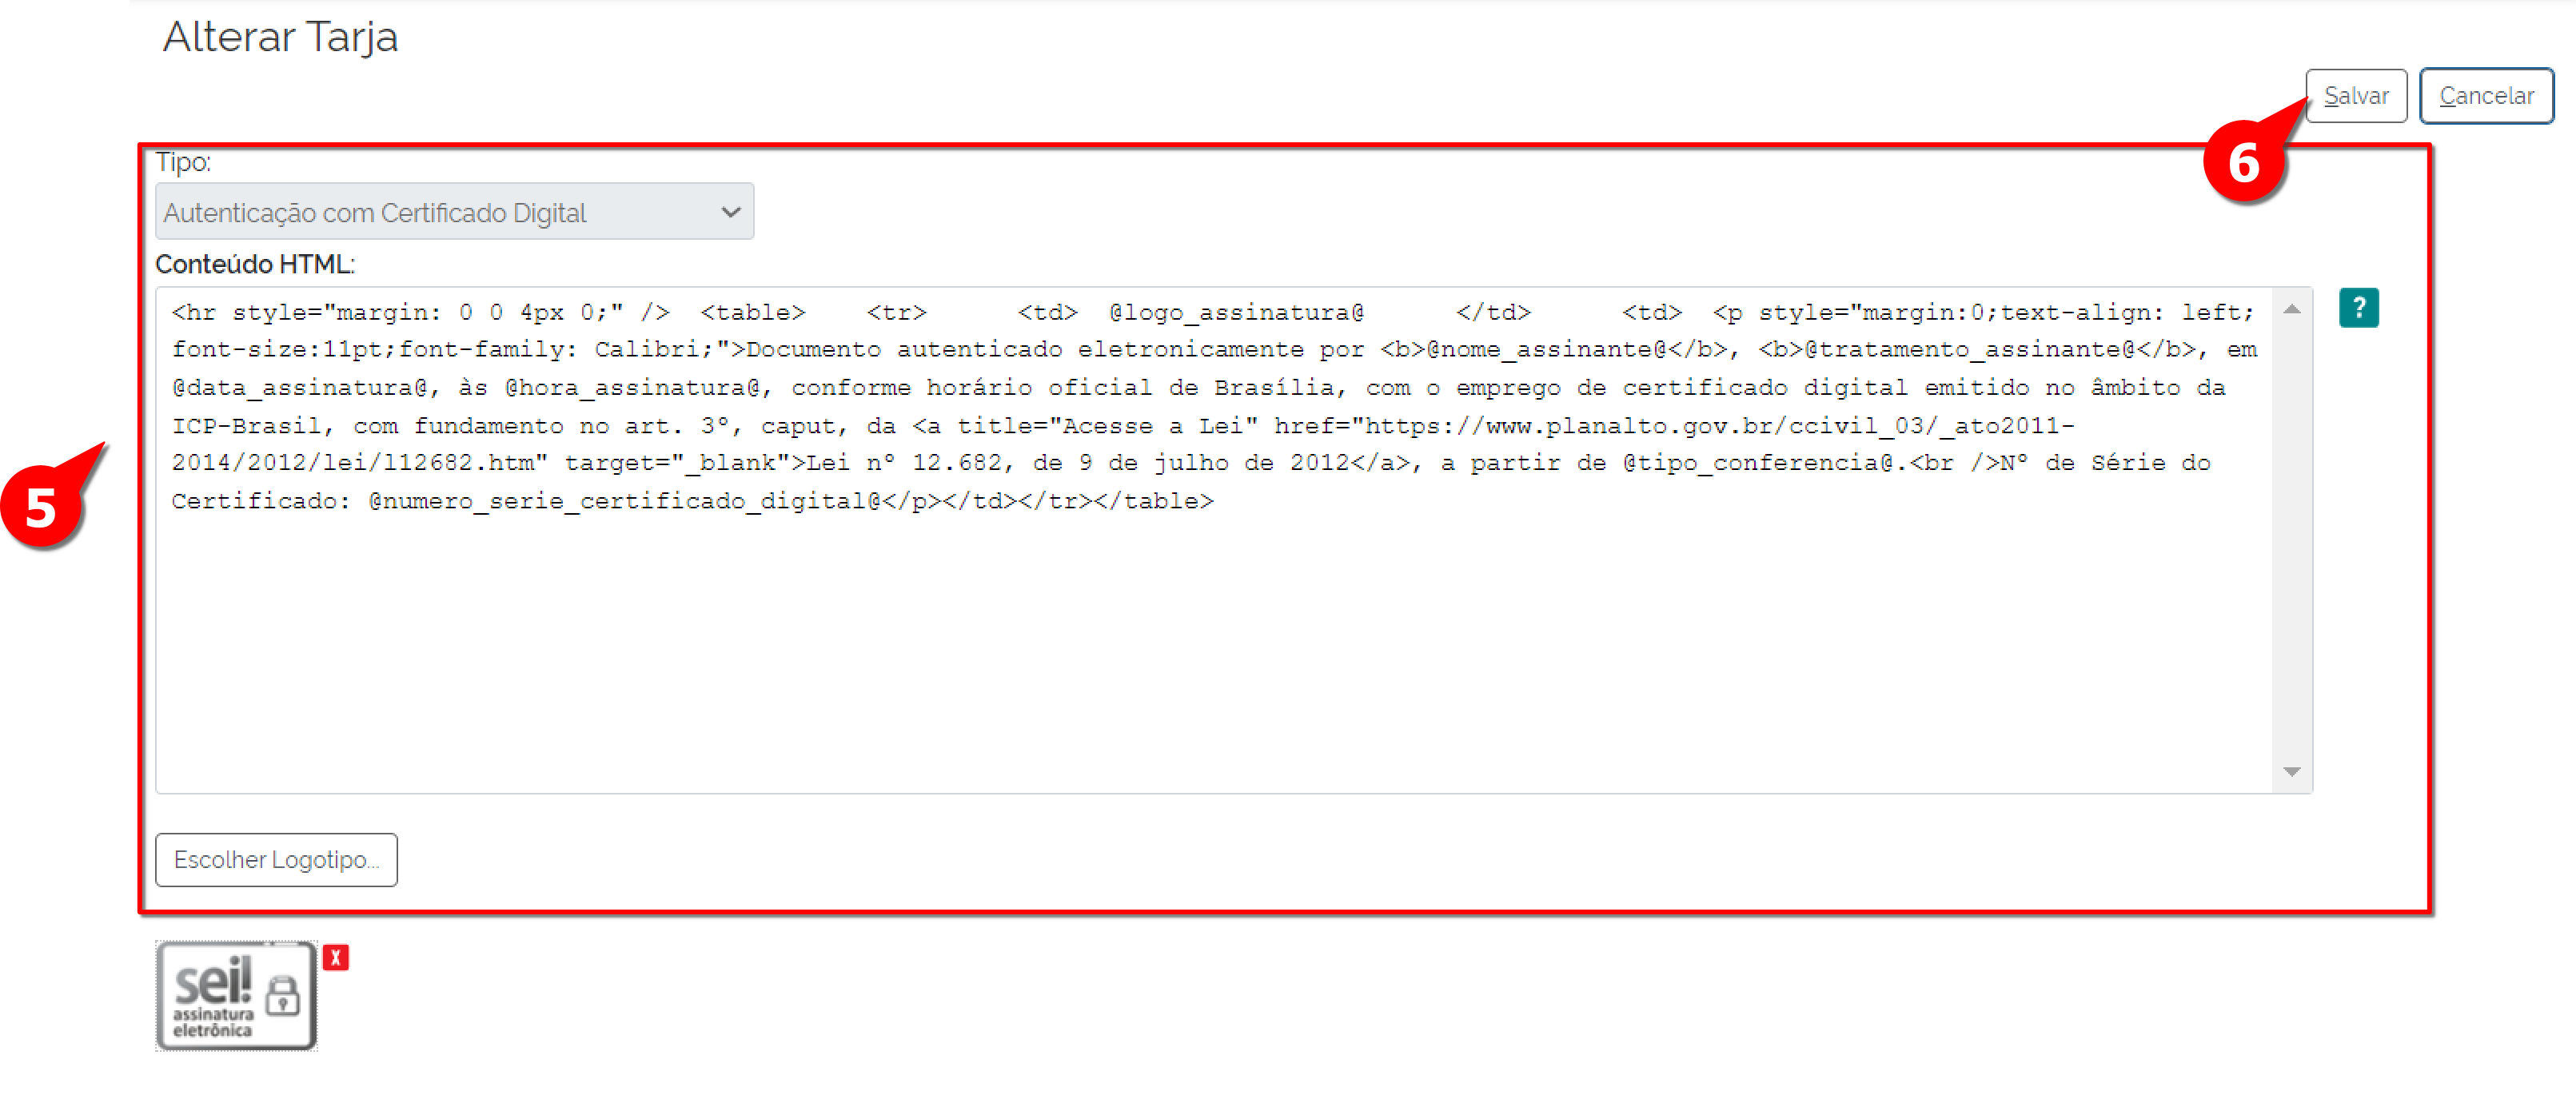 Alterar Tarja
Salvar Cancelar
6
Tipo:
Autenticação com Certificado Digital
Conteúdo HTML:
<hr style="margin: 0 0 4px 0;" />  <table>    <tr>      <td>  @logo_assinatura@      </td>      <td>  <p style="margin:0;text-align: left;
font-size:11pt;font-family: Calibri;">Documento autenticado eletronicamente por <b>@nome_assinante@</b>, <b>@tratamento_assinante@</b>, em
@data_assinatura@, às @hora_assinatura@, conforme horário oficial de Brasília, com o emprego de certificado digital emitido no âmbito da
ICP-Brasil, com fundamento no art. 3º, caput, da <a title="Acesse a Lei" href="https://www.planalto.gov.br/ccivil_03/_ato2011-
2014/2012/lei/l12682.htm" target="_blank">Lei nº 12.682, de 9 de julho de 2012</a>, a partir de @tipo_conferencia@.<br />Nº de Série do
Certificado: @numero_serie_certificado_digital@</p></td></tr></table>
?
5
Escolher Logotipo...
sei!
assinatura
eletrônica
X